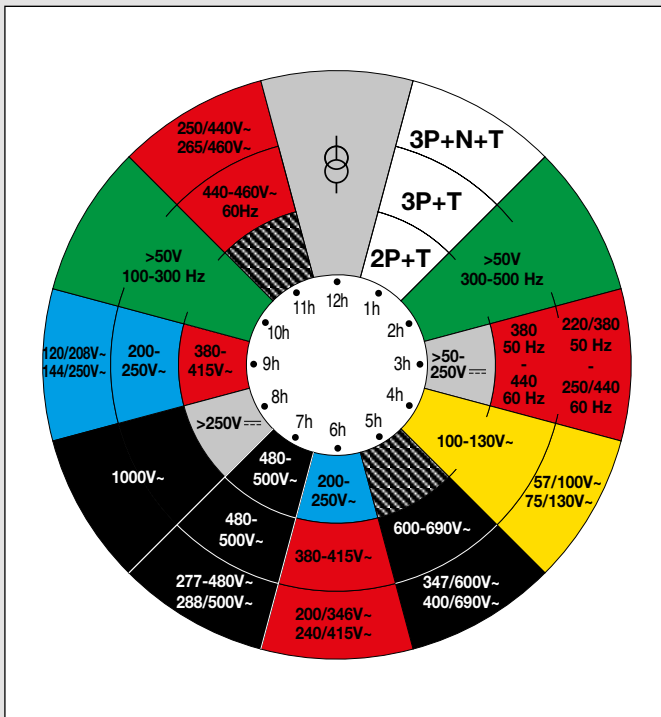 3P+N+T
3P+T
2P+T
>50V
300-500 Hz
220/380
50 Hz
-
250/440
60 Hz
380
50 Hz
-
440
60 Hz
>50-
250V⎓
57/100V~
75/130V~
100-130V~
347/600V~
400/690V~
600-690V~
200-
250V~
380-415V~
200/346V~
240/415V~
480-
500V~
480-
500V~
277-480V~
288/500V~
>250V⎓
1000V~
380-
415V~
200-
250V~
120/208V~
144/250V~
>50V
100-300 Hz
250/440V~
265/460V~
440-460V~
60Hz
12h
1h
2h
3h
4h
5h
6h
7h
8h
9h
10h
11h